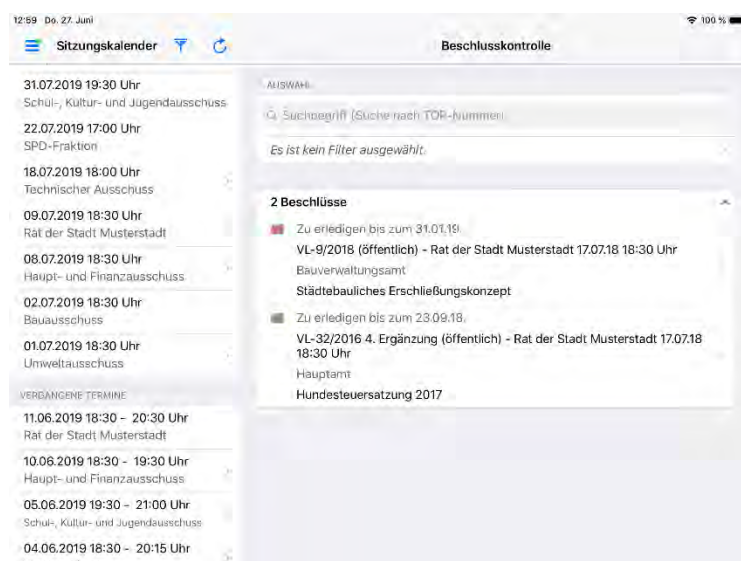 12:59 Do. 27. Juni
100 %
Sitzungskalender
Beschlusskontrolle
31.07.2019 19:30 Uhr
Schul-, Kultur- und Jugendausschuss
22.07.2019 17:00 Uhr
SPD-Fraktion
18.07.2019 18:00 Uhr
Technischer Ausschuss
09.07.2019 18:30 Uhr
Rat der Stadt Musterstadt
08.07.2019 18:30 Uhr
Haupt- und Finanzausschuss
02.07.2019 18:30 Uhr
Bauausschuss
01.07.2019 18:30 Uhr
Umweltausschuss
VERGANGENE TERMINE
11.06.2019 18:30 - 20:30 Uhr
Rat der Stadt Musterstadt
10.06.2019 18:30 - 19:30 Uhr
Haupt- und Finanzausschuss
05.06.2019 19:30 - 21:00 Uhr
Schul-, Kultur- und Jugendausschuss
04.06.2019 18:30 - 20:15 Uhr
AUSWAHL
Suchbegriff (Suche nach TOP-Nummer)
Es ist kein Filter ausgewählt.
2 Beschlüsse
Zu erledigen bis zum 31.01.19.
VL-9/2018 (öffentlich) - Rat der Stadt Musterstadt 17.07.18 18:30 Uhr
Bauverwaltungsamt
Städtebauliches Erschließungskonzept
Zu erledigen bis zum 23.09.18.
VL-32/2016 4. Ergänzung (öffentlich) - Rat der Stadt Musterstadt 17.07.18
18:30 Uhr
Hauptamt
Hundesteuersatzung 2017